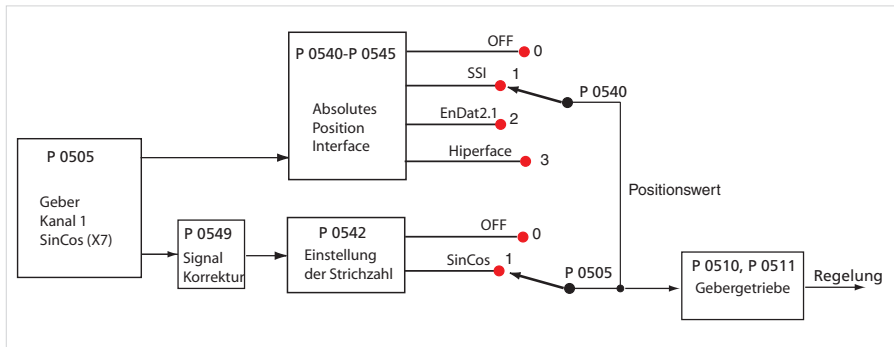 P 0505
Geber
Kanal 1
SinCos (X7)
P 0540-P 0545
Absolutes
Position
Interface
OFF
0
SSI
1
EnDat2.1
2
Hiperface
3
P 0540
Positionswert
P 0549
Signal
Korrektur
P 0542
Einstellung
der Strichzahl
OFF
0
SinCos
1
P 0505
P 0510, P 0511
Gebergetriebe
Regelung